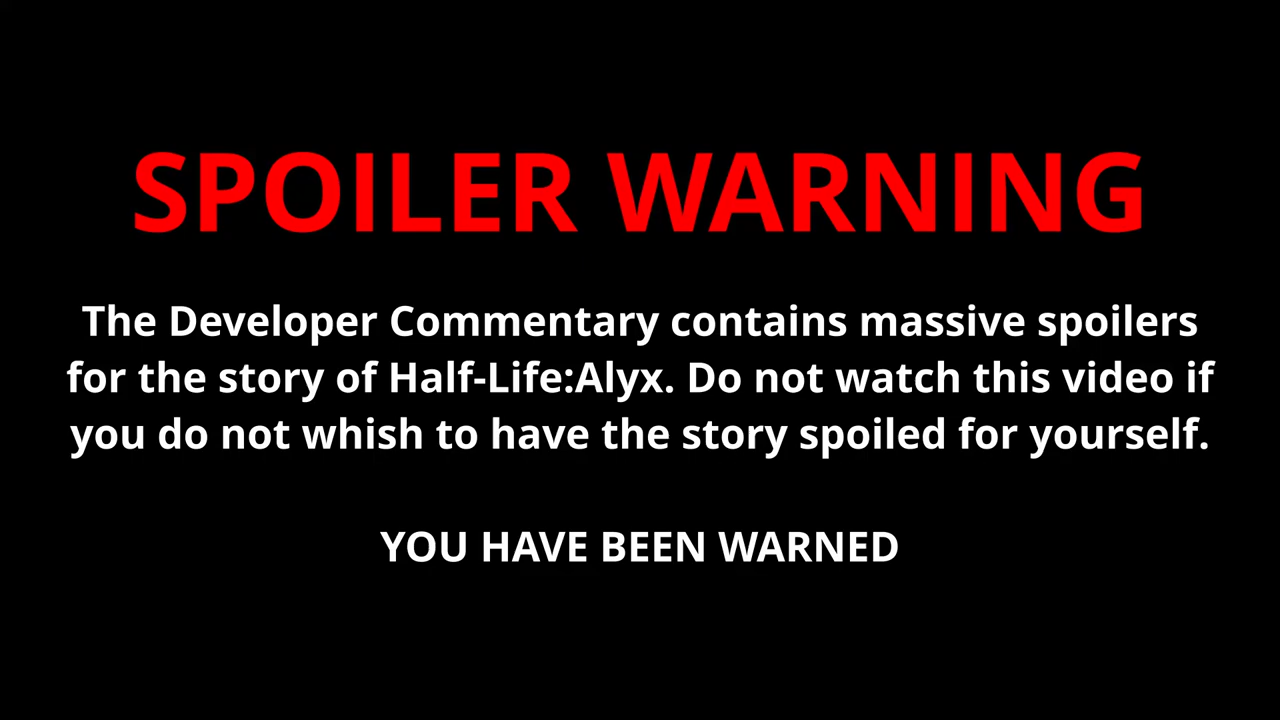 SPOILER WARNING
The Developer Commentary contains massive spoilers
for the story of Half-Life:Alyx. Do not watch this video if
you do not whish to have the story spoiled for yourself.
YOU HAVE BEEN WARNED